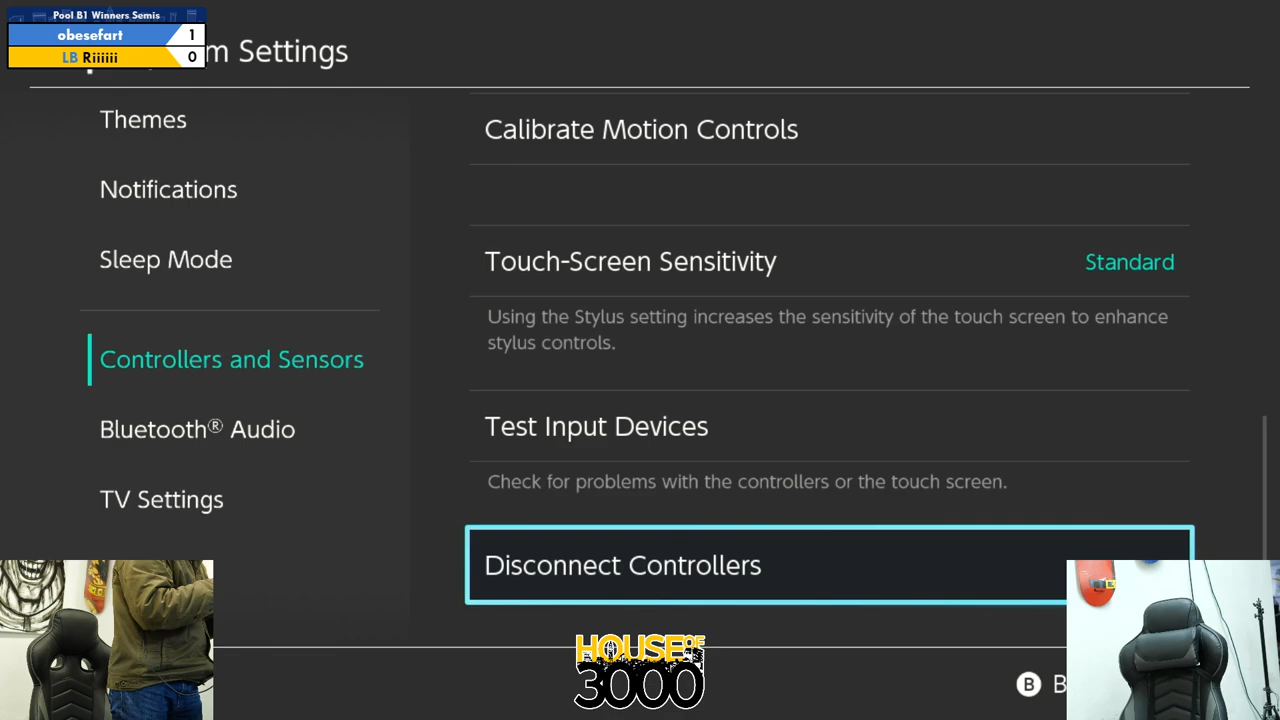 Pool B1 Winners Semis
obesefart 1
LB Riiiiii 0
m Settings
Themes
Notifications
Sleep Mode
Controllers and Sensors
Bluetooth® Audio
TV Settings
Calibrate Motion Controls
Touch-Screen Sensitivity Standard
Using the Stylus setting increases the sensitivity of the touch screen to enhance
stylus controls.
Test Input Devices
Check for problems with the controllers or the touch screen.
Disconnect Controllers
HOUSE OF
3000
B B